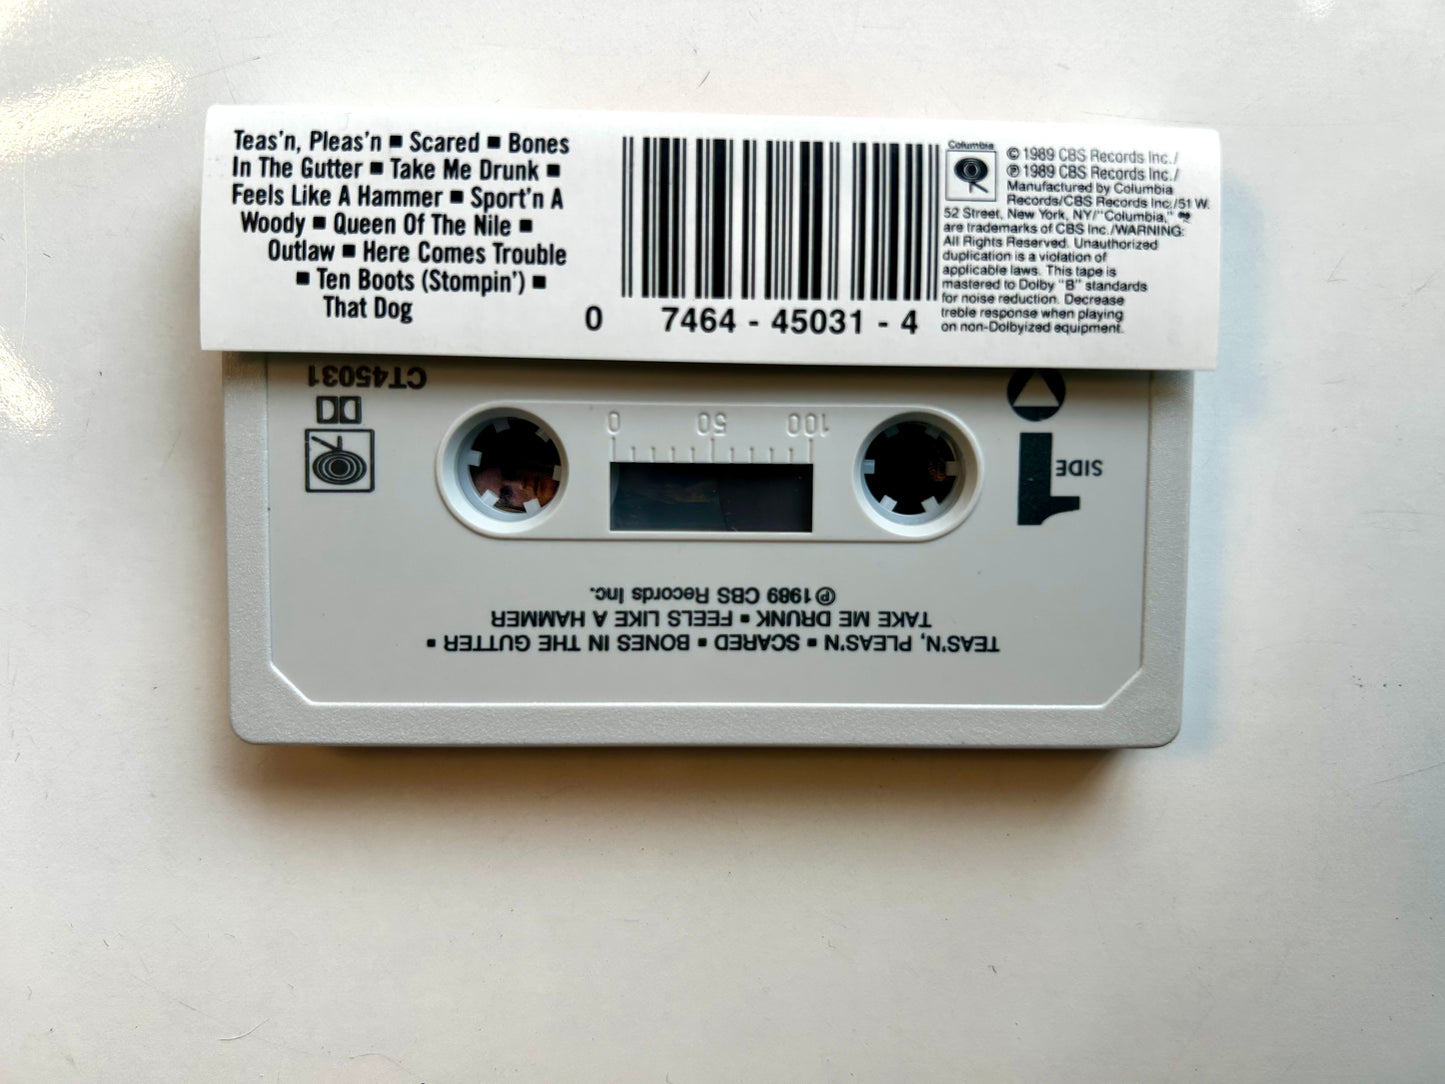 Teas'n, Pleas'n ■ Scared ■ Bones
In The Gutter ■ Take Me Drunk ■
Feels Like A Hammer ■ Sport'n A
Woody ■ Queen Of The Nile ■
Outlaw ■ Here Comes Trouble
■ Ten Boots (Stompin') ■
That Dog
0 7464 - 45031 - 4
Columbia
© 1989 CBS Records Inc./
℗ 1989 CBS Records Inc./
Manufactured by Columbia
Records/CBS Records Inc./51 W.
52 Street, New York, NY/"Columbia,"
are trademarks of CBS Inc./WARNING:
All Rights Reserved. Unauthorized
duplication is a violation of
applicable laws. This tape is
mastered to Dolby "B" standards
for noise reduction. Decrease
treble response when playing
on non-Dolbyized equipment.
TEAS'N, PLEAS'N ■ SCARED ■ BONES IN THE GUTTER ■
TAKE ME DRUNK ■ FEELS LIKE A HAMMER
℗ 1989 CBS Records Inc.
SIDE 1
100 50 0
CT45031